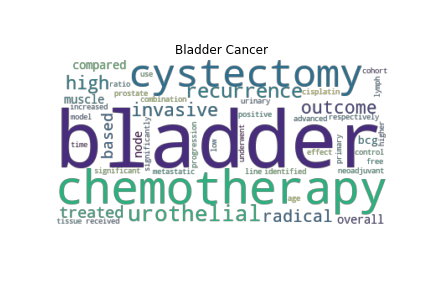 Bladder Cancer
compared
use
cystectomy
cohort
high
ratio
prostate
recurrence
lymph
muscle
increased
combination
urinary
cisplatin
invasive
outcome
model
positive
advanced
respectively
bladder
time
based
node
significantly
progression
low
underwent
primary
bcg
higher
control
effect
free
significant
metastatic
line
identified
neoadjuvant
chemotherapy
age
treated
urothelial
radical
overall
tissue
received